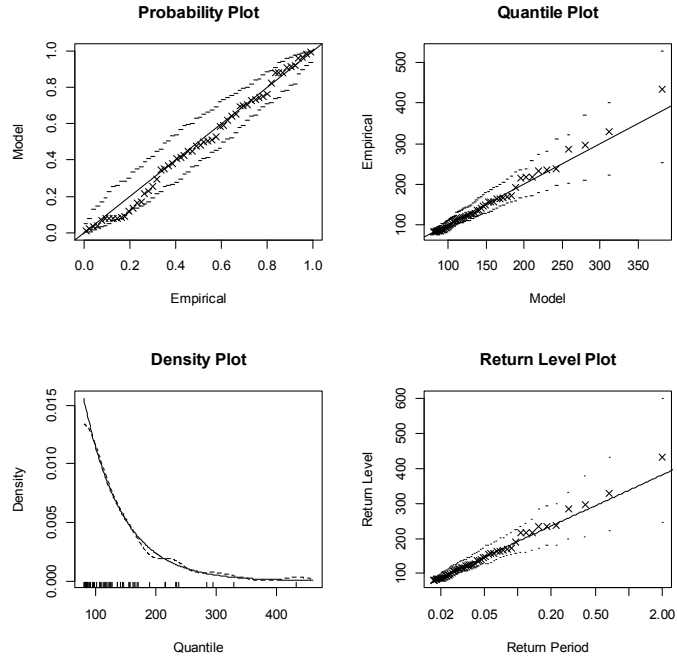 Probability Plot
Model
0.0 0.2 0.4 0.6 0.8 1.0
0.0 0.2 0.4 0.6 0.8 1.0
Empirical
Quantile Plot
Empirical
100 200 300 400 500
100 150 200 250 300 350
Model
Density Plot
Density
0.000 0.005 0.010 0.015
100 200 300 400
Quantile
Return Level Plot
Return Level
100 200 300 400 500 600
0.02 0.05 0.20 0.50 2.00
Return Period